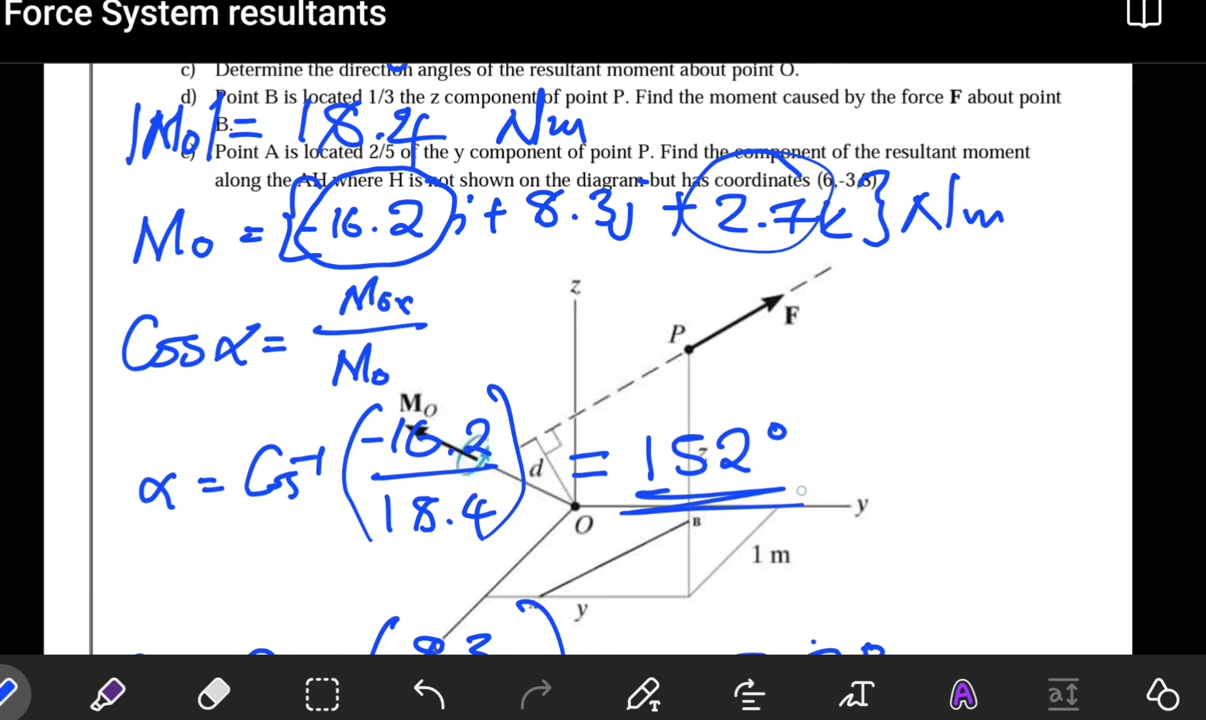 Force System resultants
c) Determine the direction angles of the resultant moment about point O.
d) Point B is located 1/3 the z component of point P. Find the moment caused by the force F about point
B.
|Mo| = 18.4 Nm
Point A is located 2/5 of the y component of point P. Find the component of the resultant moment
along the AH where H is not shown on the diagram but has coordinates (6,-3,8)
Mo = {(-16.2)i + 8.3j + 2.7k} Nm
z
Cos α = Mox
Mo
P
F
MO
α = Cos-1 (-16.2
18.4) = 152°
d
O
y
B
1 m
y
A